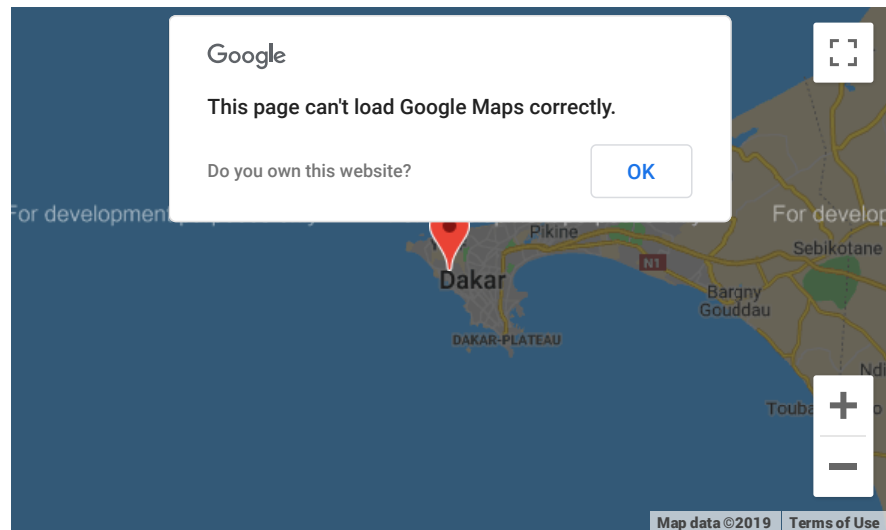 Google
This page can't load Google Maps correctly.
Do you own this website?
OK
For development
For develop
Pikine
Sebikotane
N1
Dakar
Bargny
Gouddau
DAKAR-PLATEAU
Ndi
Touba
Map data ©2019
Terms of Use